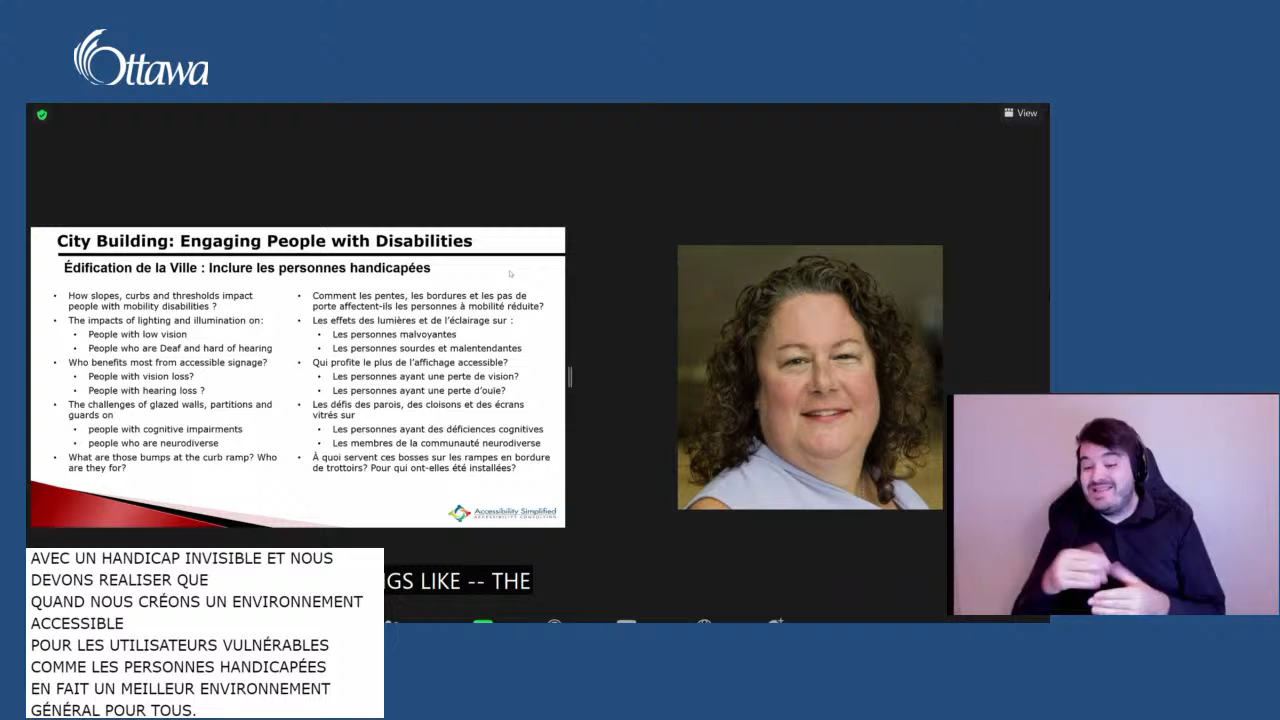 Ottawa
View
City Building: Engaging People with Disabilities
Édification de la Ville : Inclure les personnes handicapées
• How slopes, curbs and thresholds impact
people with mobility disabilities ?
• The impacts of lighting and illumination on:
• People with low vision
• People who are Deaf and hard of hearing
• Who benefits most from accessible signage?
• People with vision loss?
• People with hearing loss ?
• The challenges of glazed walls, partitions and
guards on
• people with cognitive impairments
• people who are neurodiverse
• What are those bumps at the curb ramp? Who
are they for?
• Comment les pentes, les bordures et les pas de
porte affectent-ils les personnes à mobilité réduite?
• Les effets des lumières et de l'éclairage sur :
• Les personnes malvoyantes
• Les personnes sourdes et malentendantes
• Qui profite le plus de l'affichage accessible?
• Les personnes ayant une perte de vision?
• Les personnes ayant une perte d'ouïe?
• Les défis des parois, des cloisons et des écrans
vitrés sur
• Les personnes ayant des déficiences cognitives
• Les membres de la communauté neurodiverse
• À quoi servent ces bosses sur les rampes en bordure
de trottoirs? Pour qui ont-elles été installées?
Accessibility Simplified
ACCESSIBILITY CONSULTING
GS LIKE -- THE
AVEC UN HANDICAP INVISIBLE ET NOUS
DEVONS REALISER QUE
QUAND NOUS CRÉONS UN ENVIRONNEMENT
ACCESSIBLE
POUR LES UTILISATEURS VULNÉRABLES
COMME LES PERSONNES HANDICAPÉES
EN FAIT UN MEILLEUR ENVIRONNEMENT
GÉNÉRAL POUR TOUS.